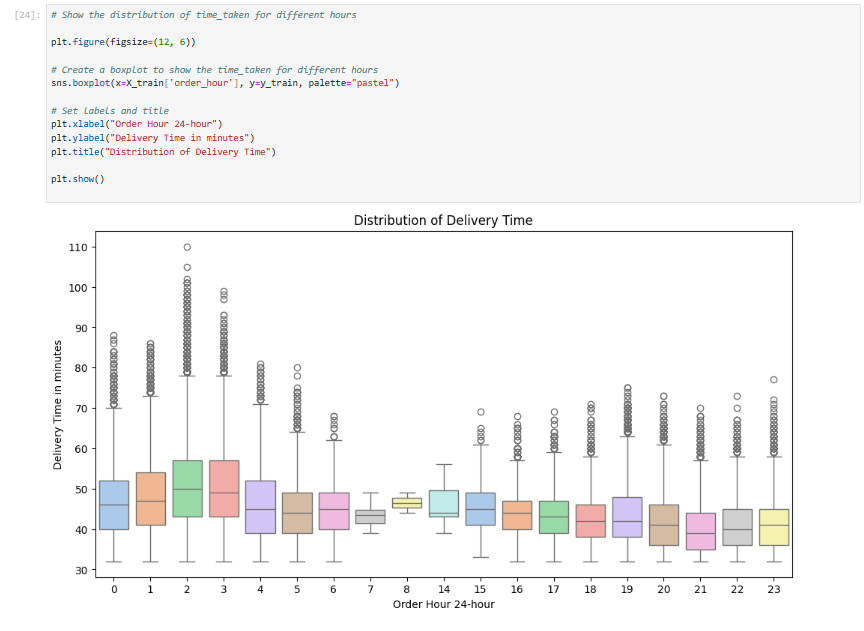 [24]: # Show the distribution of time_taken for different hours
plt.figure(figsize=(12, 6))
# Create a boxplot to show the time_taken for different hours
sns.boxplot(x=X_train['order_hour'], y=y_train, palette="pastel")
# Set Labels and title
plt.xlabel("Order Hour 24-hour")
plt.ylabel("Delivery Time in minutes")
plt.title("Distribution of Delivery Time")
plt.show()
Distribution of Delivery Time
110
100
90
80
70
60
50
40
30
Delivery Time in minutes
0 1 2 3 4 5 6 7 8 14 15 16 17 18 19 20 21 22 23
Order Hour 24-hour